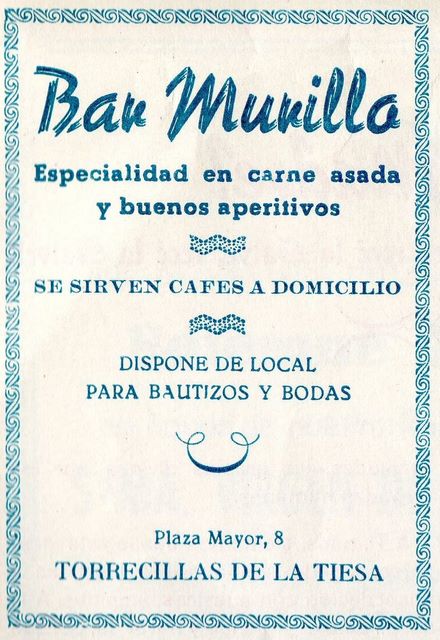 Bar Murillo
Especialidad en carne asada
y buenos aperitivos
SE SIRVEN CAFES A DOMICILIO
DISPONE DE LOCAL
PARA BAUTIZOS Y BODAS
Plaza Mayor, 8
TORRECILLAS DE LA TIESA